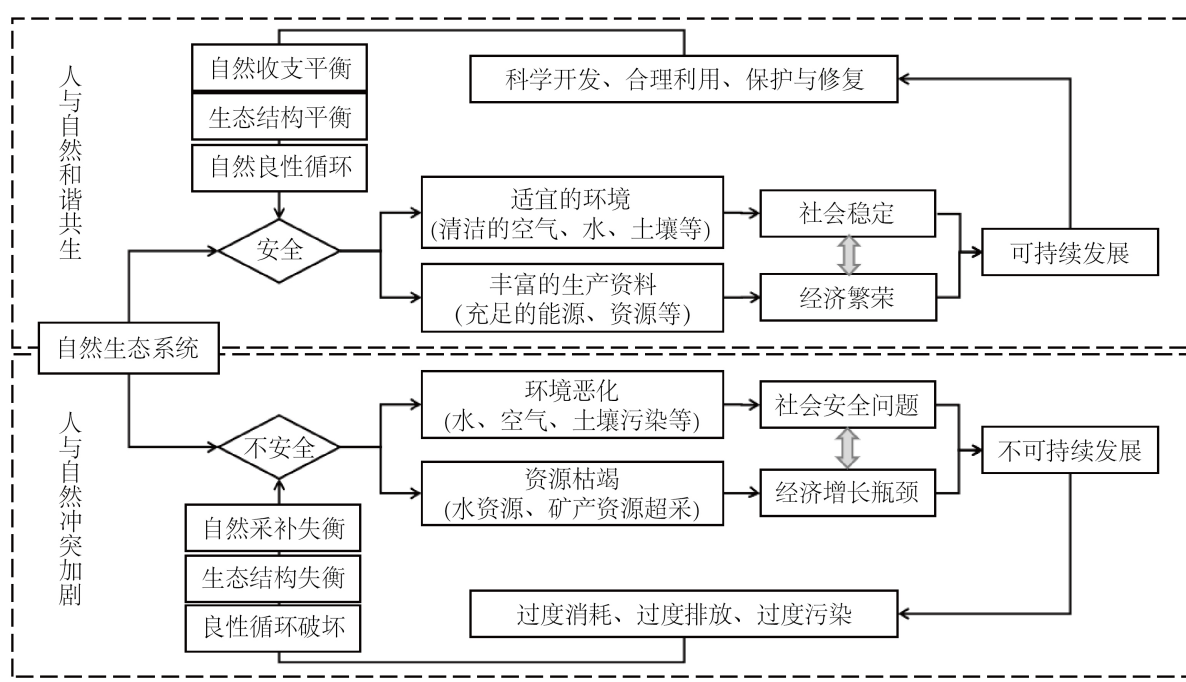 人与自然和谐共生
自然收支平衡
生态结构平衡
自然良性循环
科学开发、合理利用、保护与修复
安全
适宜的环境
(清洁的空气、水、土壤等)
丰富的生产资料
(充足的能源、资源等)
社会稳定
经济繁荣
可持续发展
自然生态系统
人与自然冲突加剧
不安全
环境恶化
(水、空气、土壤污染等)
资源枯竭
(水资源、矿产资源超采)
社会安全问题
经济增长瓶颈
不可持续发展
自然采补失衡
生态结构失衡
良性循环破坏
过度消耗、过度排放、过度污染